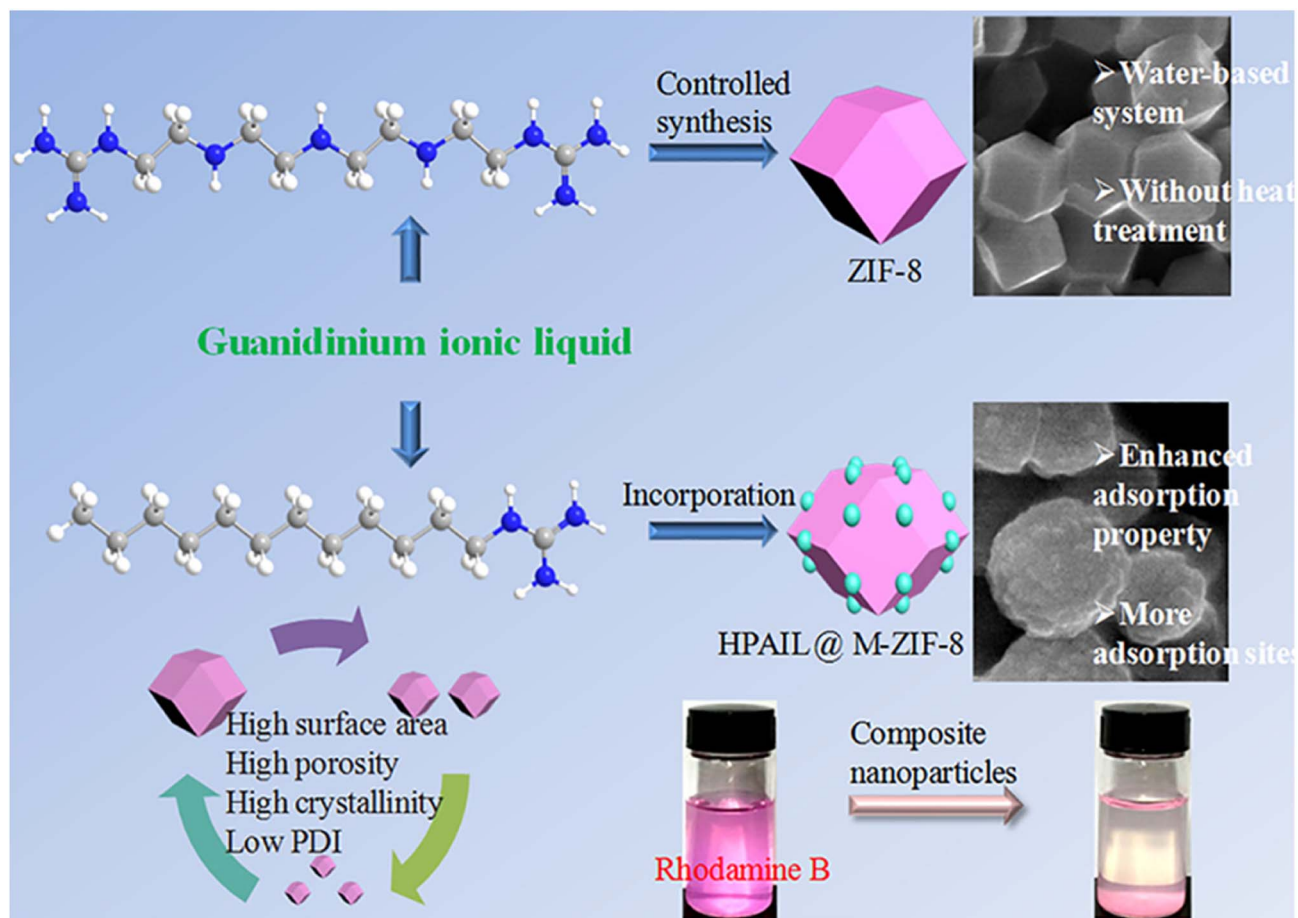 Controlled
synthesis
ZIF-8
➢Water-based
system
➢Without heat
treatment
Guanidinium ionic liquid
Incorporation
HPAIL@ M-ZIF-8
➢Enhanced
adsorption
property
➢More
adsorption sites
High surface area
High porosity
High crystallinity
Low PDI
Rhodamine B
Composite
nanoparticles